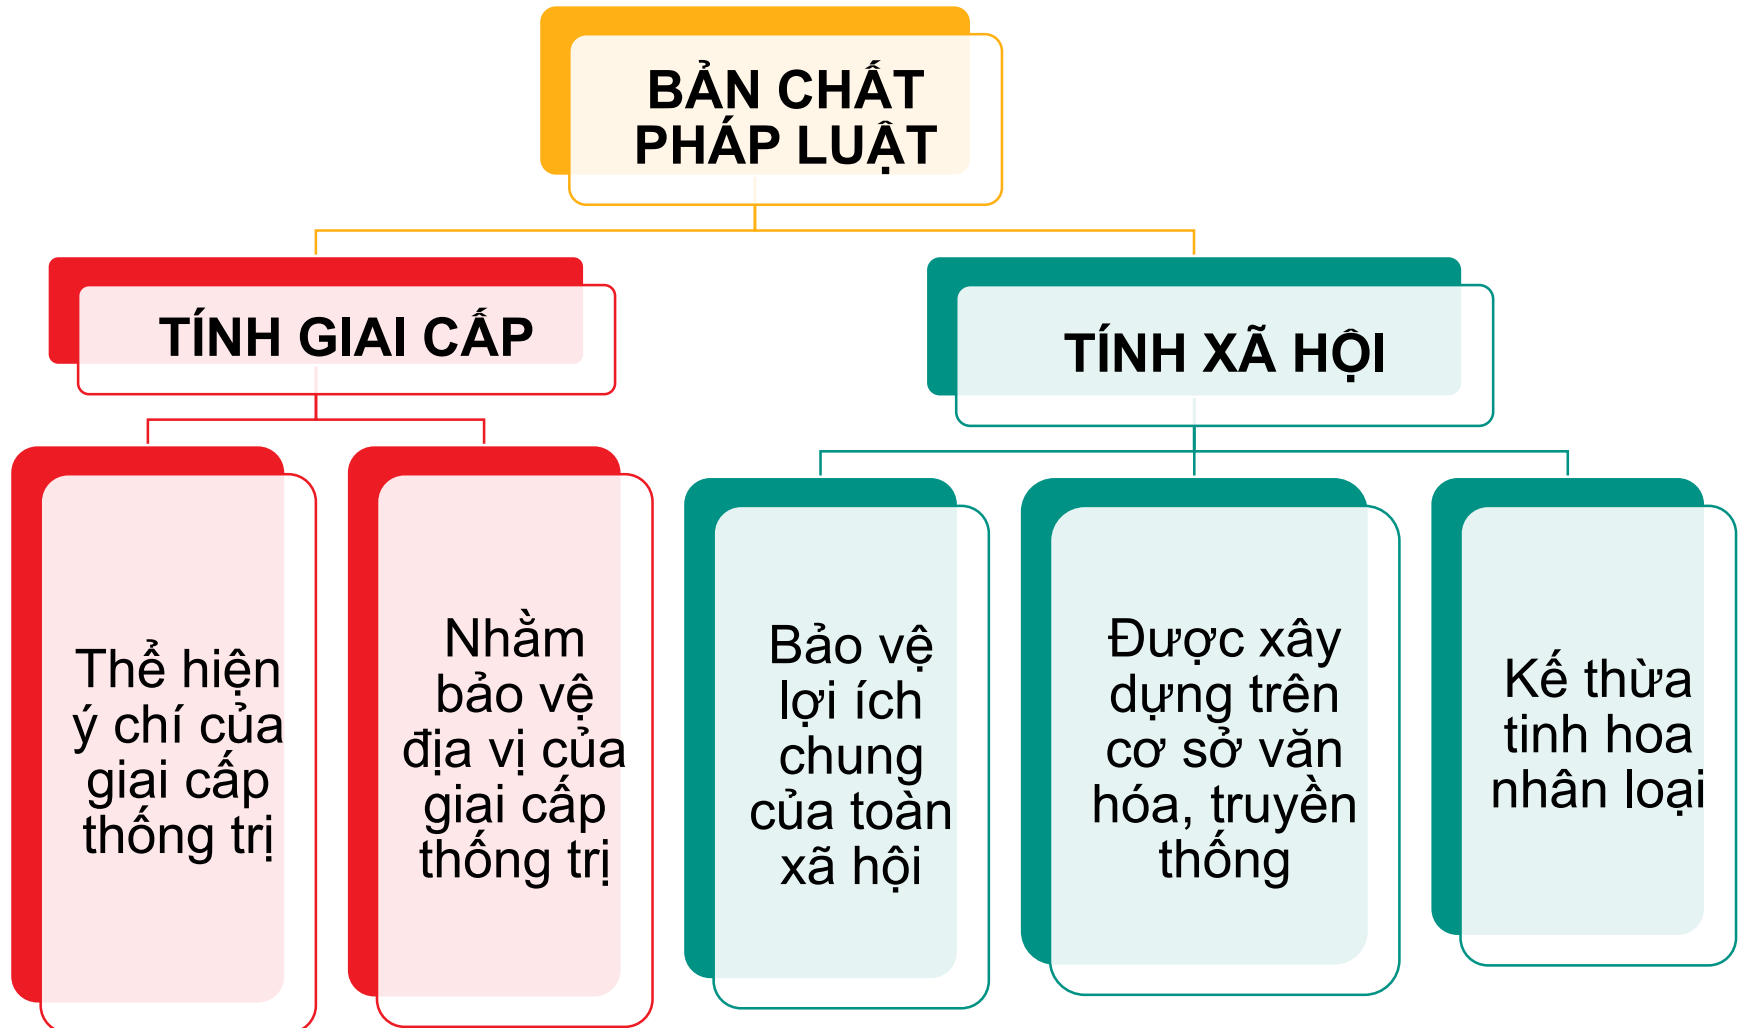 BẢN CHẤT
PHÁP LUẬT
TÍNH GIAI CẤP
TÍNH XÃ HỘI
Thể hiện
ý chí của
giai cấp
thống trị
Nhằm
bảo vệ
địa vị của
giai cấp
thống trị
Bảo vệ
lợi ích
chung
của toàn
xã hội
Được xây
dựng trên
cơ sở văn
hóa, truyền
thống
Kế thừa
tinh hoa
nhân loại